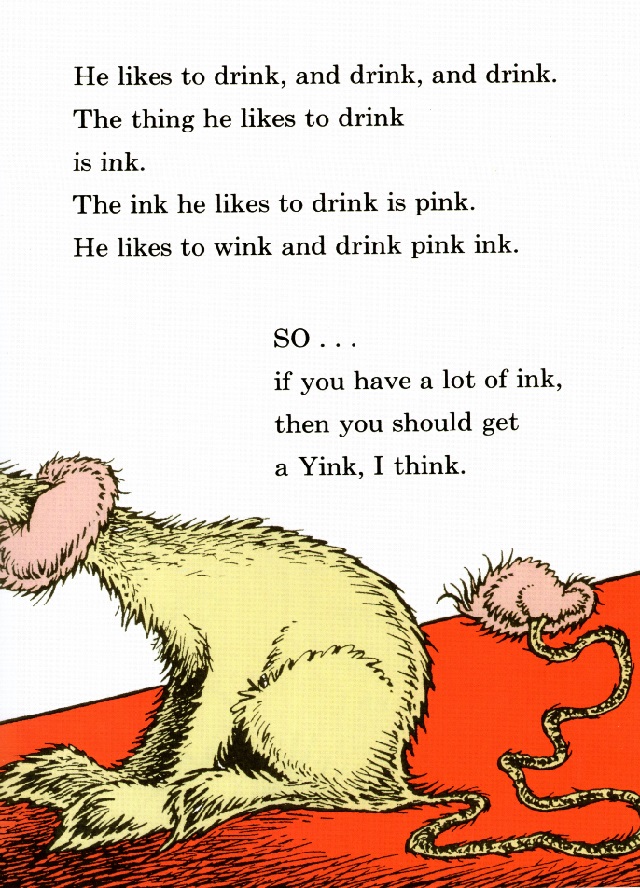 He likes to drink, and drink, and drink.
The thing he likes to drink
is ink.
The ink he likes to drink is pink.
He likes to wink and drink pink ink.
SO . . .
if you have a lot of ink,
then you should get
a Yink, I think.